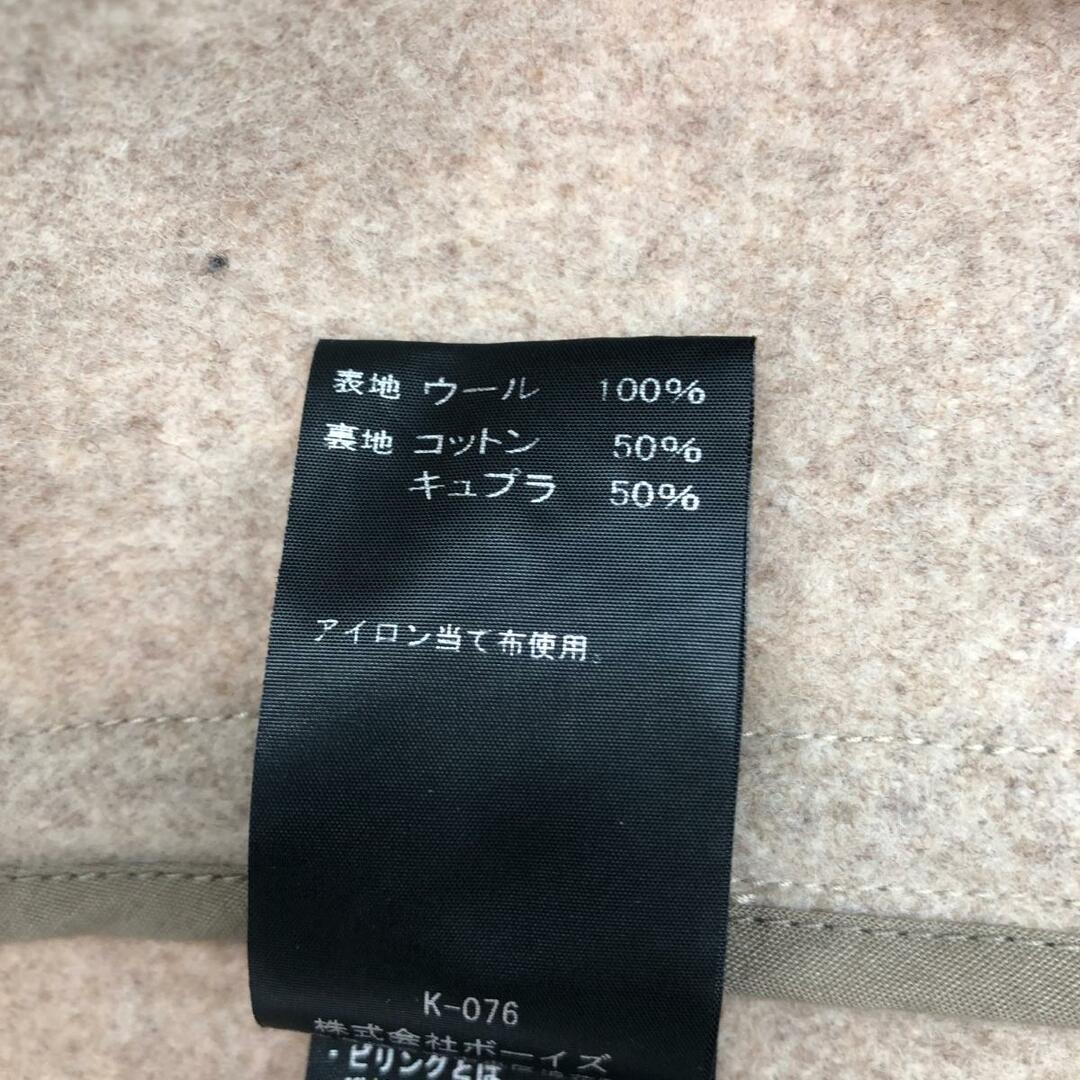 表地 ウール 100%
裏地 コットン 50%
キュプラ 50%
アイロン当て布使用。
K-076
株式会社ボーイズ
・ピリングとは